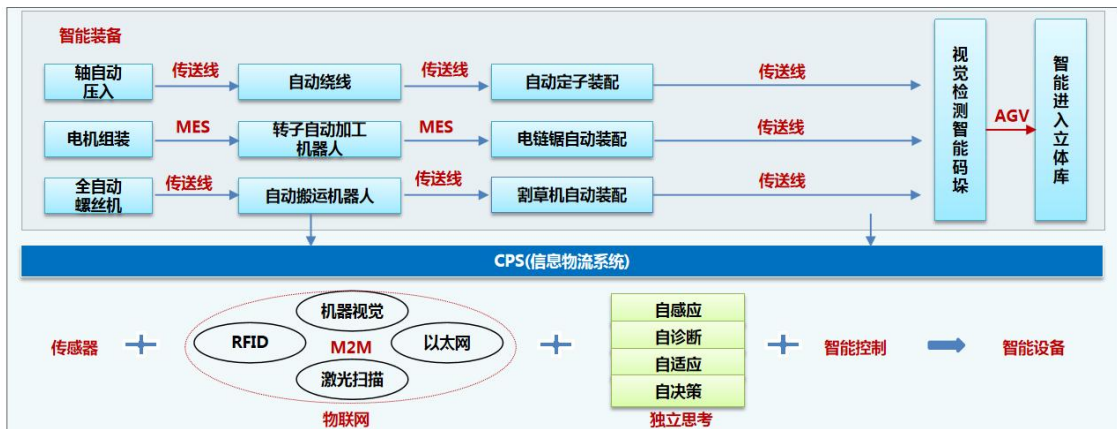 智能装备
轴自动
压入
传送线
自动绕线
传送线
自动定子装配
传送线
电机组装
MES
转子自动加工
机器人
MES
电链锯自动装配
传送线
全自动
螺丝机
传送线
自动搬运机器人
传送线
割草机自动装配
传送线
视觉检测智能码垛
AGV
智能进入立体库
CPS(信息物流系统)
传感器
机器视觉
RFID
M2M
以太网
激光扫描
物联网
自感应
自诊断
自适应
自决策
独立思考
智能控制
智能设备